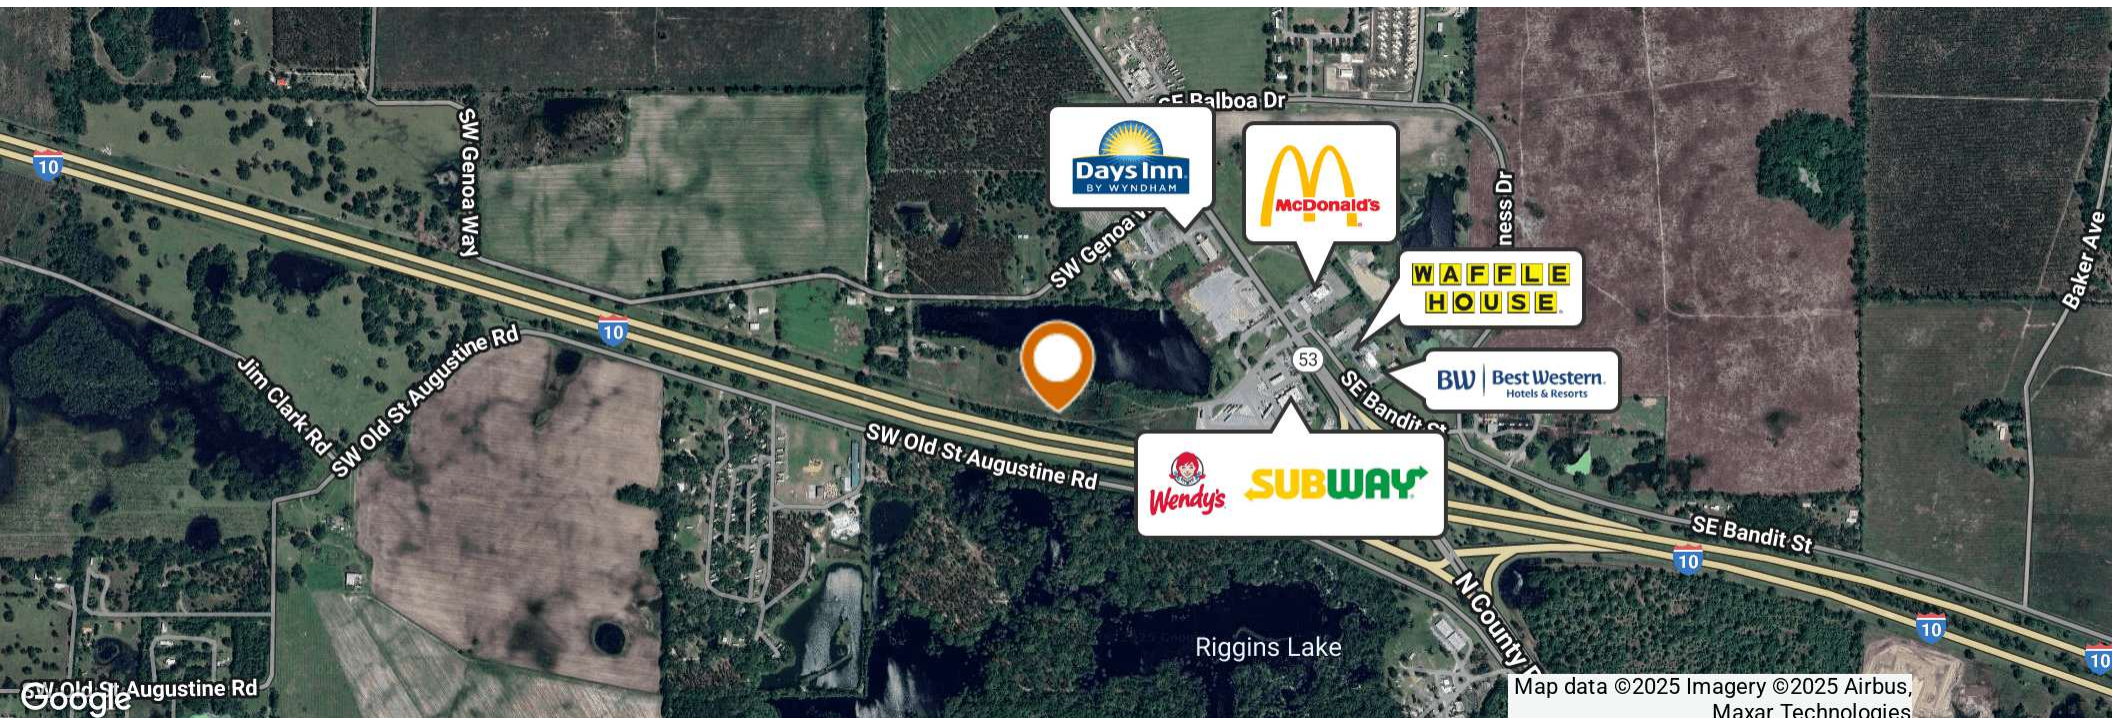 SE Balboa Dr
10
SW Genoa Way
Days Inn
BY WYNDHAM
McDonald's
ness Dr
SW Genoa
WAFFLE
HOUSE
Baker Ave
10
53
BW | Best Western
Hotels & Resorts
SE Bandit St
Jim Clark Rd
SW Old St Augustine Rd
SW Old St Augustine Rd
Wendy's
SUBWAY
SE Bandit St
10
N County
10
Riggins Lake
10
SW Old St Augustine Rd
Google
Map data ©2025 Imagery ©2025 Airbus,
Maxar Technologies